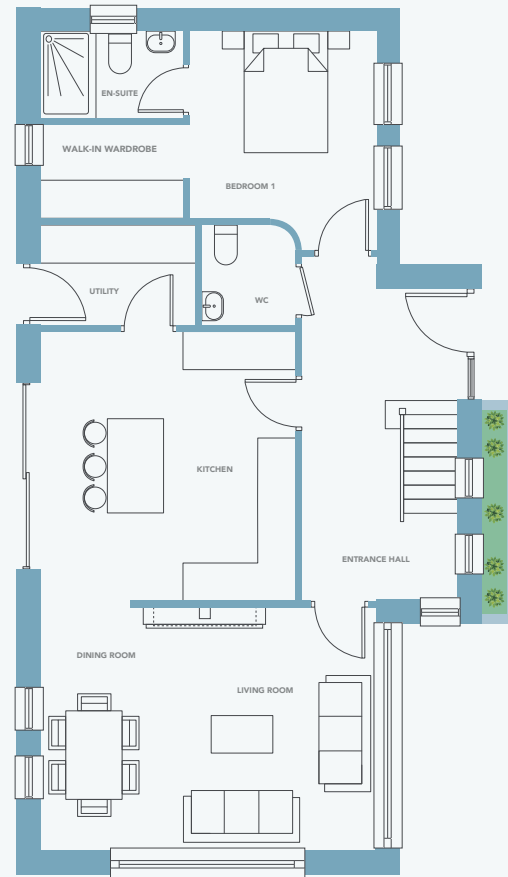 EN-SUITE
WALK-IN WARDROBE
BEDROOM 1
UTILITY
WC
KITCHEN
ENTRANCE HALL
DINING ROOM
LIVING ROOM